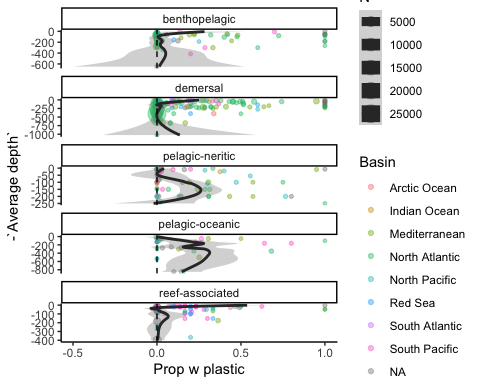 benthopelagic
0
-200
-400
-600
demersal
0
-250
-500
-750
-1000
pelagic-neritic
0
-50
-100
-150
-200
-250
pelagic-oceanic
0
-200
-400
-600
-800
reef-associated
0
-100
-200
-300
-400
-0.5
0.0
0.5
1.0
Prop w plastic
-`Average depth`
5000
10000
15000
20000
25000
Basin
Arctic Ocean
Indian Ocean
Mediterranean
North Atlantic
North Pacific
Red Sea
South Atlantic
South Pacific
NA